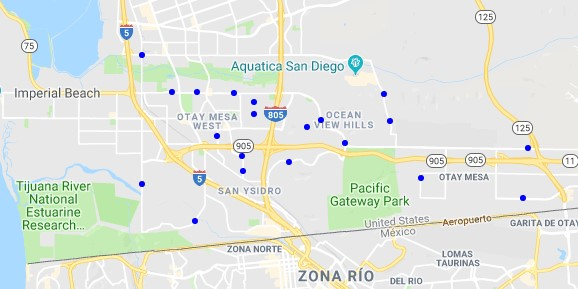 125
75
5
Aquatica San Diego
Imperial Beach
805
OTAY MESA
WEST
OCEAN
VIEW HILLS
125
905
905
905
11
5
OTAY MESA
SAN YSIDRO
Tijuana River
National
Estuarine
Research...
Pacific
Gateway Park
United States
México
Aeropuerto
GARITA DE OTAY
ZONA NORTE
LOMAS
TAURINAS
ZONA RÍO
DEL RIO